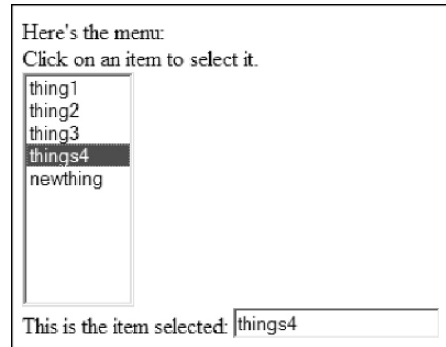 Here's the menu:
Click on an item to select it.
thing1
thing2
thing3
things4
newthing
This is the item selected: things4